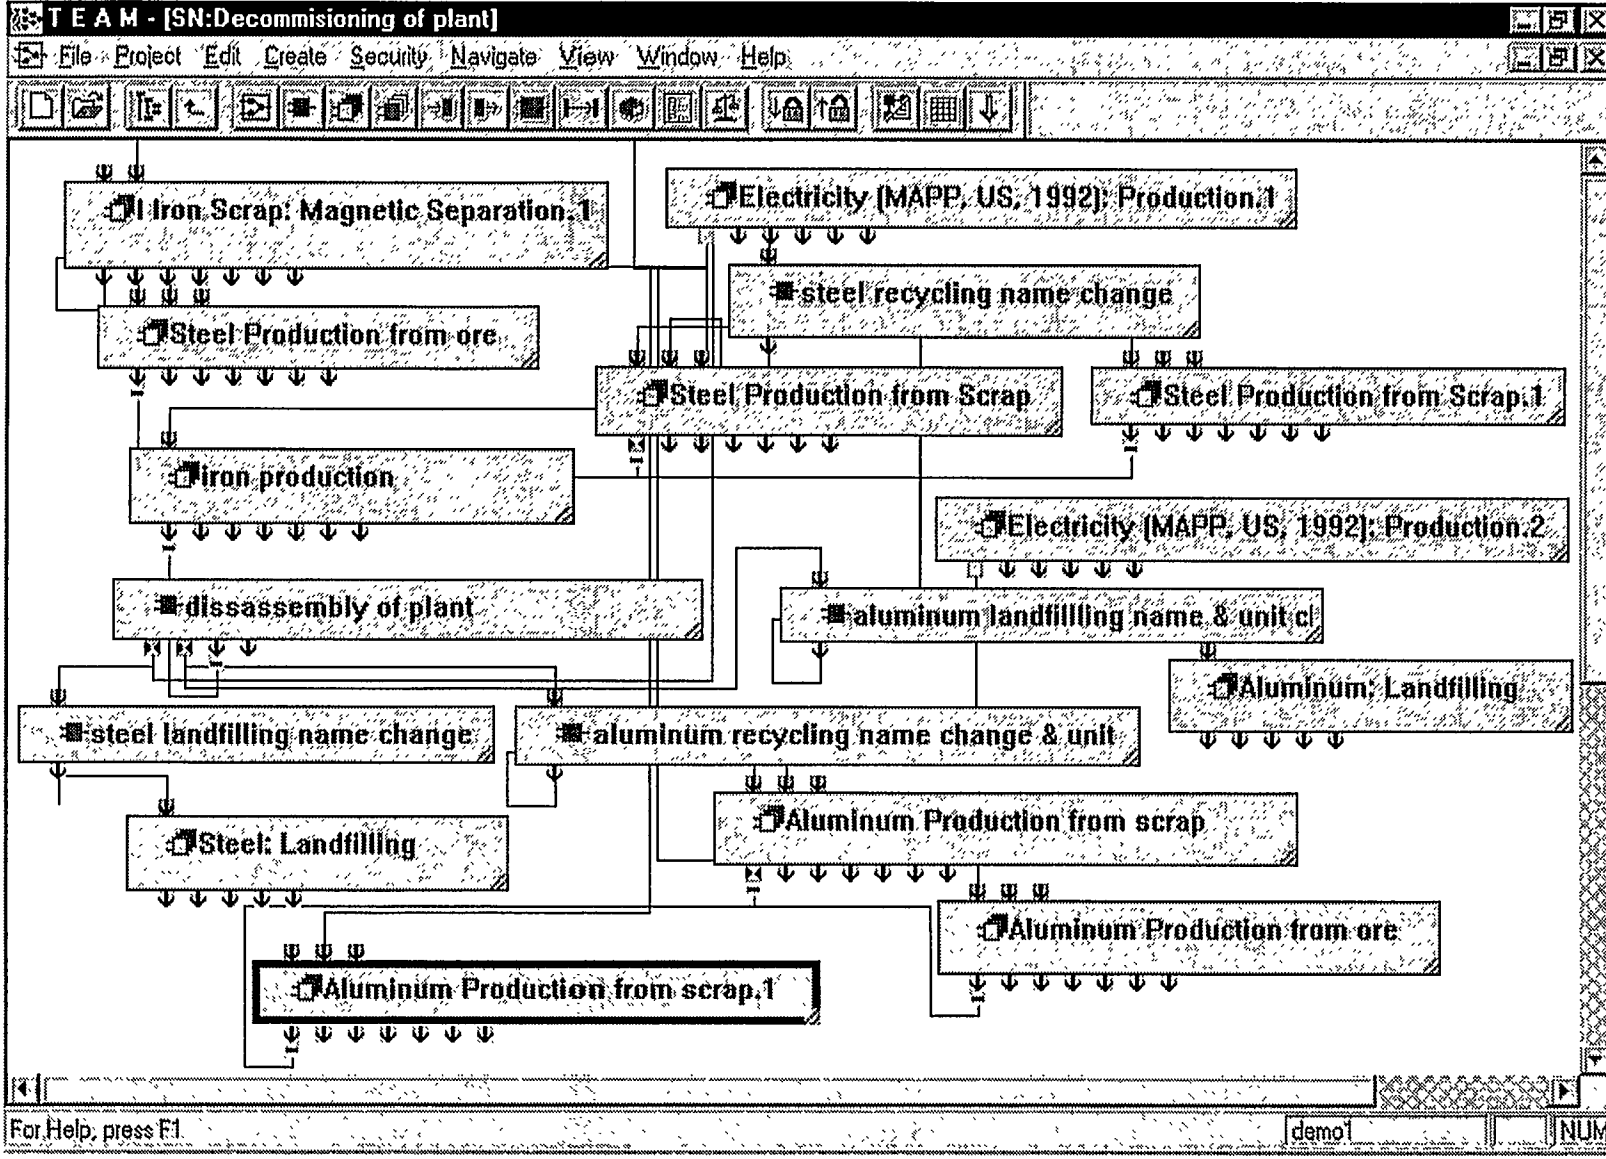 T E A M - [SN:Decommisioning of plant]
File Project Edit Create Security Navigate View Window Help
I Iron Scrap: Magnetic Separation.1
Electricity (MAPP, US, 1992): Production.1
steel recycling name change
Steel Production from ore
Steel Production from Scrap
Steel Production from Scrap.1
iron production
Electricity (MAPP, US, 1992): Production.2
dissassembly of plant
aluminum landfillling name & unit cl
Aluminum: Landfilling
steel landfilling name change
aluminum recycling name change & unit
Aluminum Production from scrap
Steel: Landfilling
Aluminum Production from ore
Aluminum Production from scrap.1
For Help, press F1
demo1
NUM